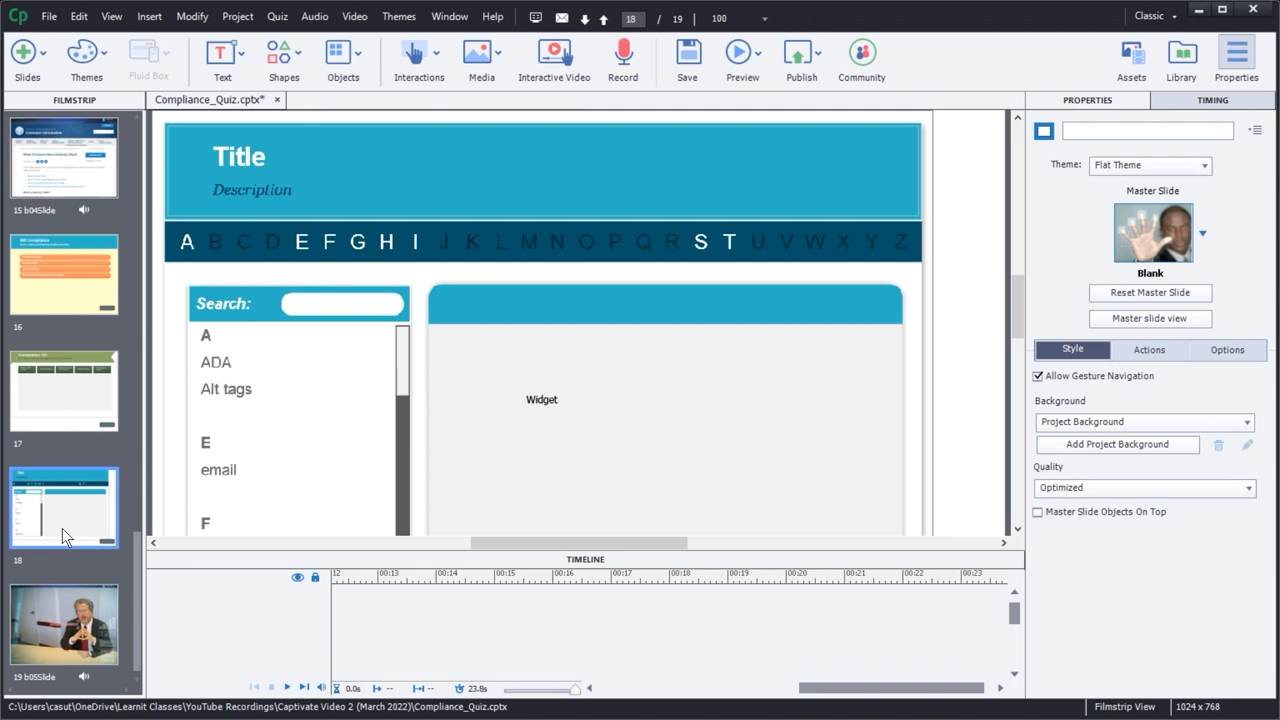 Cp File Edit View Insert Modify Project Quiz Audio Video Themes Window Help 18 / 19 100 Classic
Slides Themes Fluid Box Text Shapes Objects Interactions Media Interactive Video Record Save Preview Publish Community Assets Library Properties
FILMSTRIP
Compliance_Quiz.cptx* ×
PROPERTIES TIMING
15 b04Slide
16
17
18
19 b05Slide
Title
Description
A B C D E F G H I J K L M N O P Q R S T U V W X Y Z
Search:
A
ADA
Alt tags
E
email
F
Widget
Theme: Flat Theme
Master Slide
Blank
Reset Master Slide
Master slide view
Style Actions Options
Allow Gesture Navigation
Background
Project Background
Add Project Background
Quality
Optimized
Master Slide Objects On Top
TIMELINE
12 00:13 00:14 00:15 00:16 00:17 00:18 00:19 00:20 00:21 00:22 00:23
0.0s -- -- 23.8s
C:\Users\casut\OneDrive\Learnit Classes\YouTube Recordings\Captivate Video 2 (March 2022)\Compliance_Quiz.cptx Filmstrip View 1024 x 768